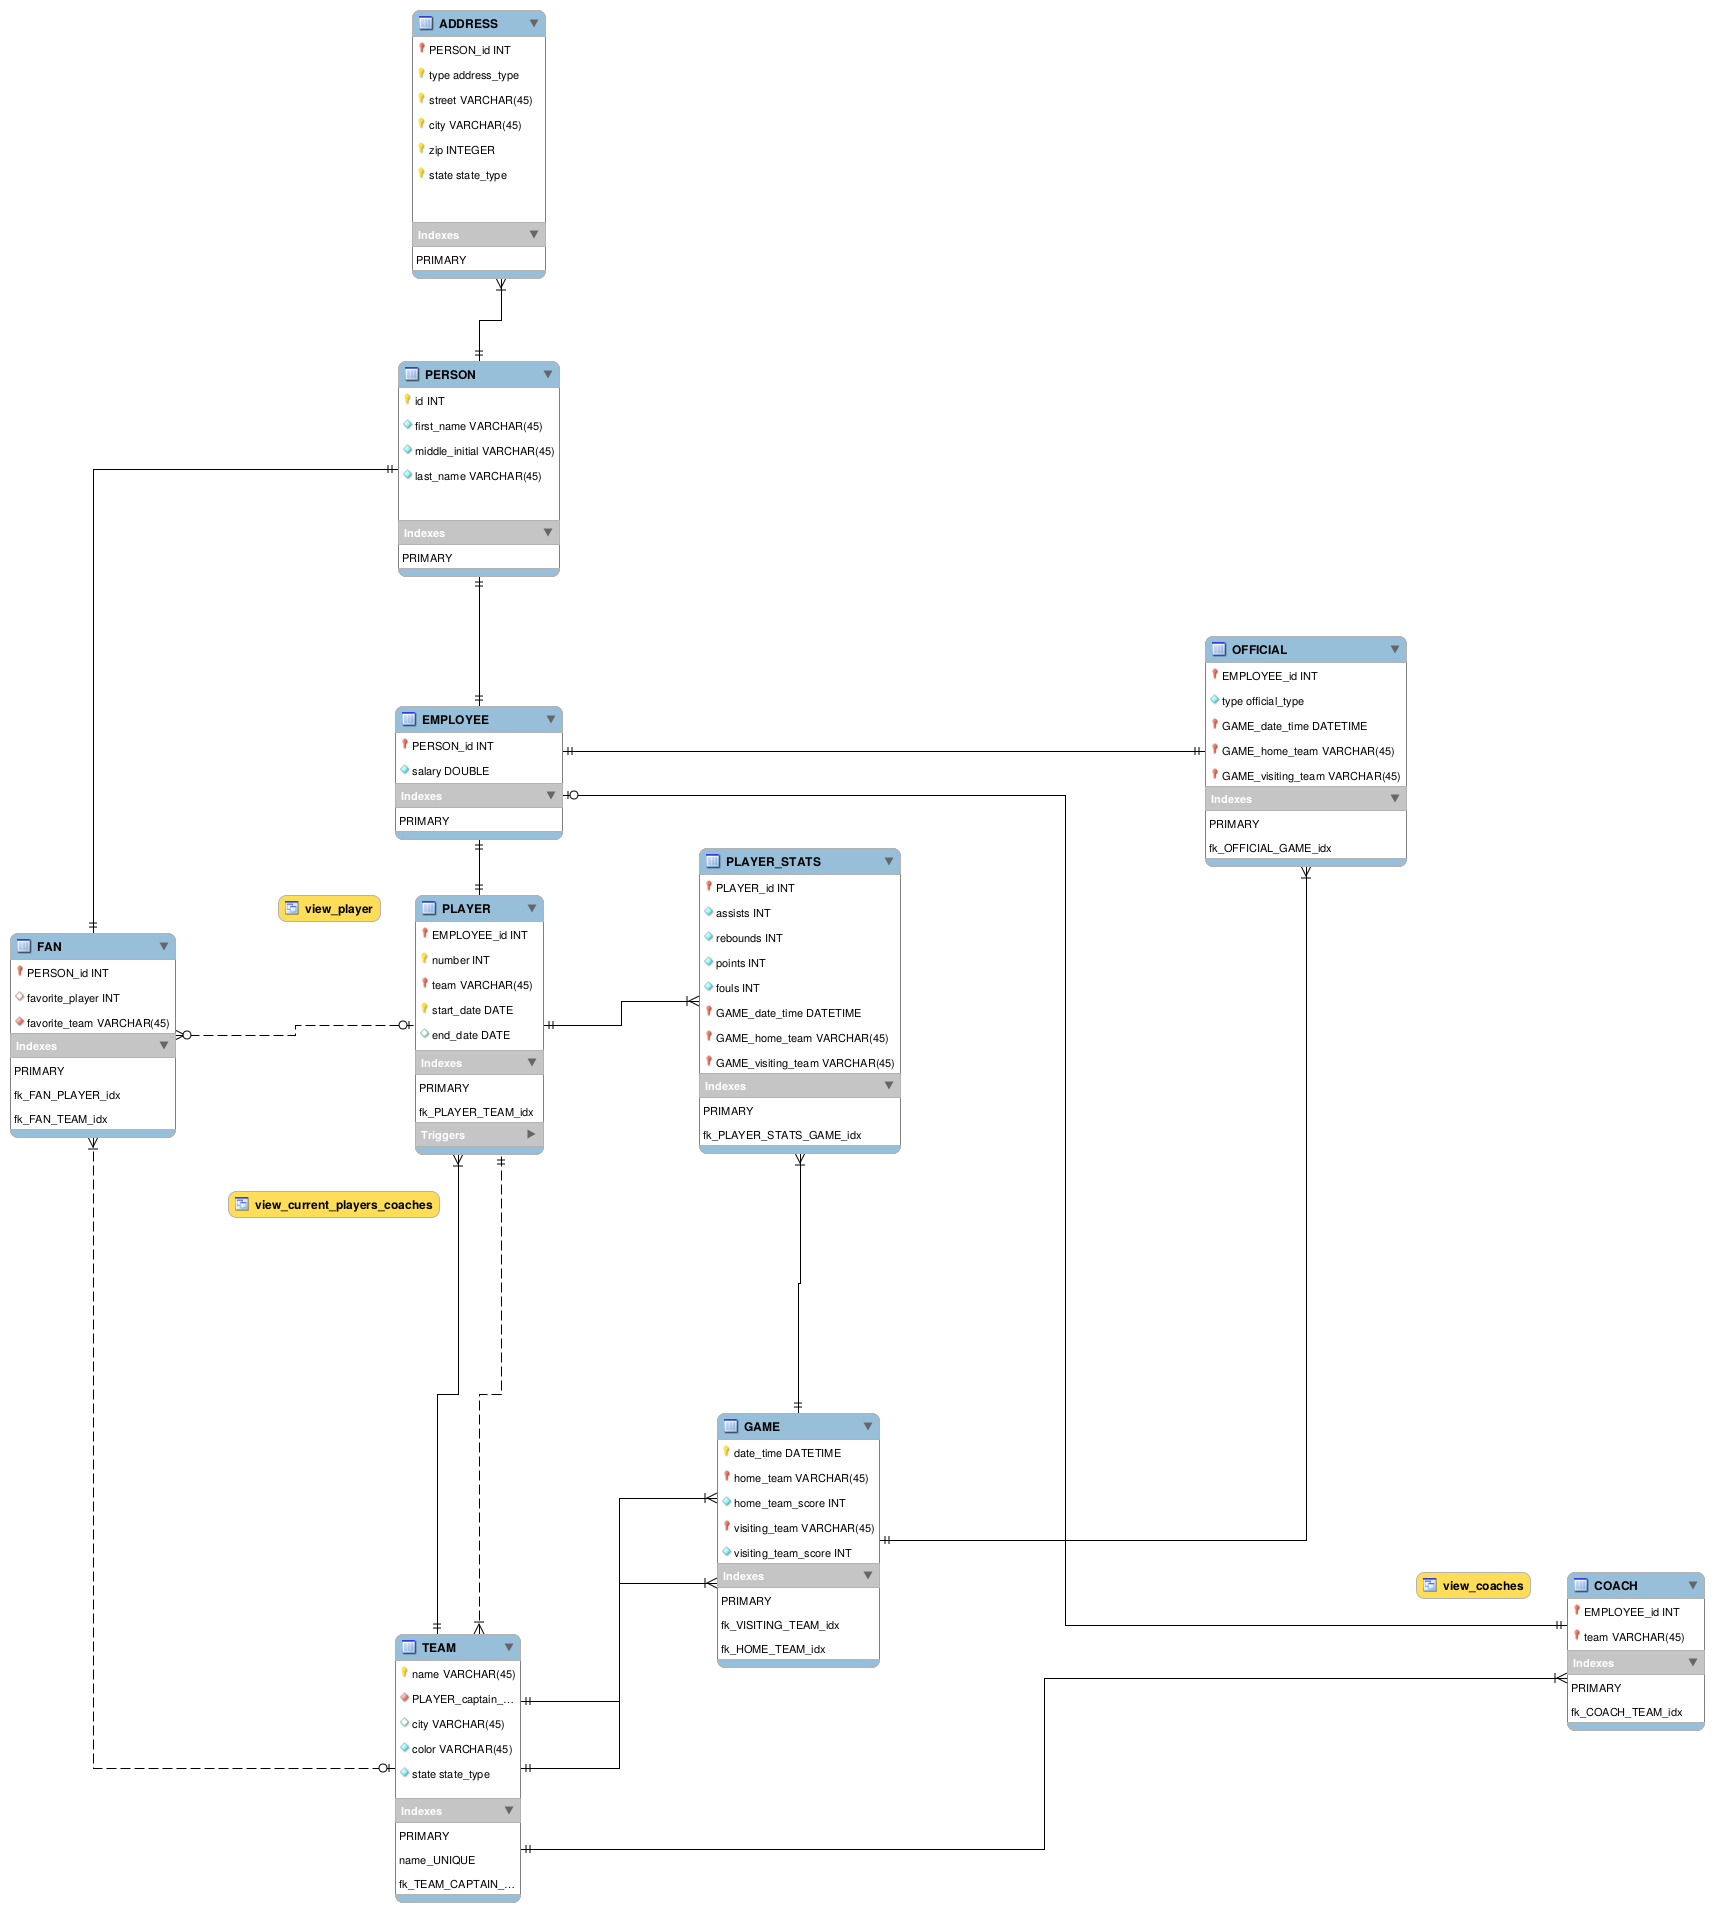 ADDRESS
PERSON_id INT
type address_type
street VARCHAR(45)
city VARCHAR(45)
zip INTEGER
state state_type
Indexes
PRIMARY
PERSON
id INT
first_name VARCHAR(45)
middle_initial VARCHAR(45)
last_name VARCHAR(45)
Indexes
PRIMARY
EMPLOYEE
PERSON_id INT
salary DOUBLE
Indexes
PRIMARY
OFFICIAL
EMPLOYEE_id INT
type official_type
GAME_date_time DATETIME
GAME_home_team VARCHAR(45)
GAME_visiting_team VARCHAR(45)
Indexes
PRIMARY
fk_OFFICIAL_GAME_idx
view_player
FAN
PERSON_id INT
favorite_player INT
favorite_team VARCHAR(45)
Indexes
PRIMARY
fk_FAN_PLAYER_idx
fk_FAN_TEAM_idx
PLAYER
EMPLOYEE_id INT
number INT
team VARCHAR(45)
start_date DATE
end_date DATE
Indexes
PRIMARY
fk_PLAYER_TEAM_idx
Triggers
PLAYER_STATS
PLAYER_id INT
assists INT
rebounds INT
points INT
fouls INT
GAME_date_time DATETIME
GAME_home_team VARCHAR(45)
GAME_visiting_team VARCHAR(45)
Indexes
PRIMARY
fk_PLAYER_STATS_GAME_idx
view_current_players_coaches
GAME
date_time DATETIME
home_team VARCHAR(45)
home_team_score INT
visiting_team VARCHAR(45)
visiting_team_score INT
Indexes
PRIMARY
fk_VISITING_TEAM_idx
fk_HOME_TEAM_idx
view_coaches
COACH
EMPLOYEE_id INT
team VARCHAR(45)
Indexes
PRIMARY
fk_COACH_TEAM_idx
TEAM
name VARCHAR(45)
PLAYER_captain_...
city VARCHAR(45)
color VARCHAR(45)
state state_type
Indexes
PRIMARY
name_UNIQUE
fk_TEAM_CAPTAIN_...